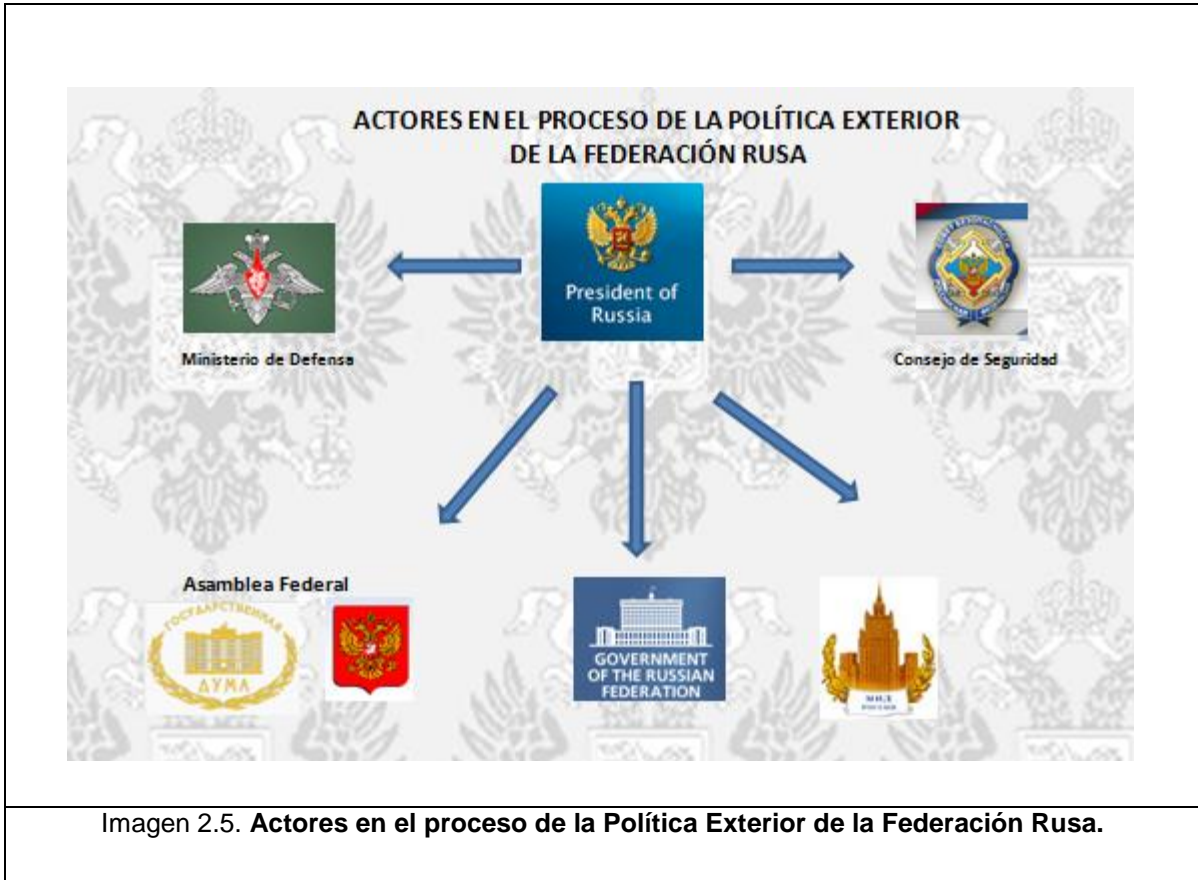 ACTORES EN EL PROCESO DE LA POLÍTICA EXTERIOR
DE LA FEDERACIÓN RUSA
President of
Russia
Ministerio de Defensa
Consejo de Seguridad
Asamblea Federal
ГОСУДАРСТВЕННАЯ
ДУМА
GOVERNMENT
OF THE RUSSIAN
FEDERATION
МИД
РОССИИ
Imagen 2.5. Actores en el proceso de la Política Exterior de la Federación Rusa.